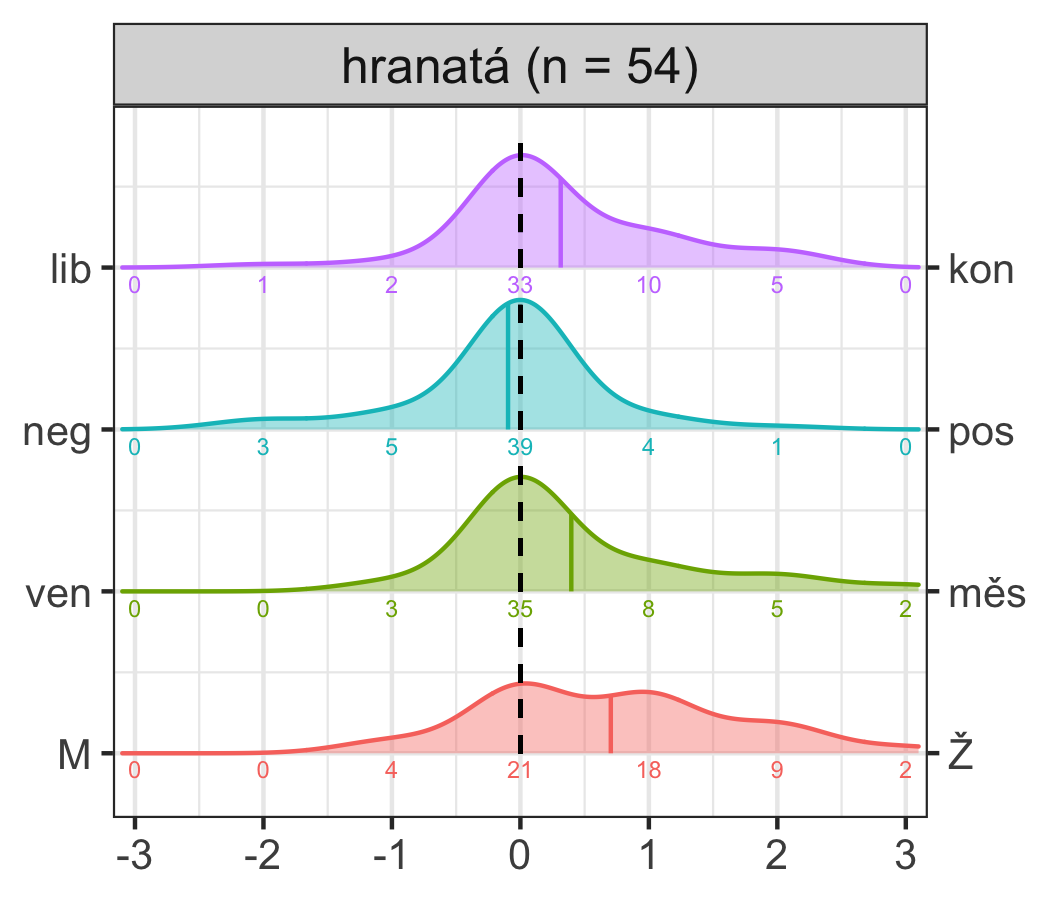 hranatá (n = 54)
lib kon
0 1 2 33 10 5 0
neg pos
0 3 5 39 4 1 0
ven měs
0 0 3 35 8 5 2
M Ž
0 0 4 21 18 9 2
-3 -2 -1 0 1 2 3